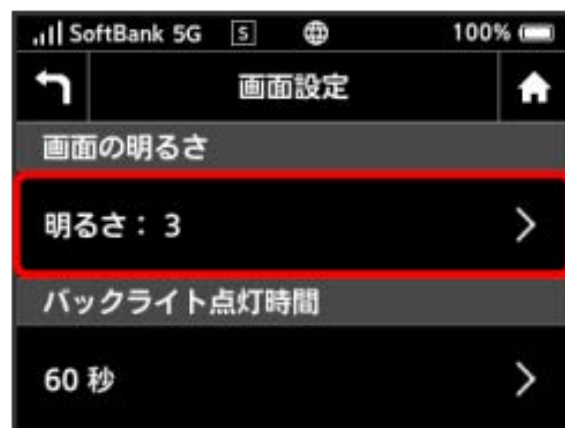 SoftBank 5G S 100%
画面設定
画面の明るさ
明るさ： 3
バックライト点灯時間
60 秒